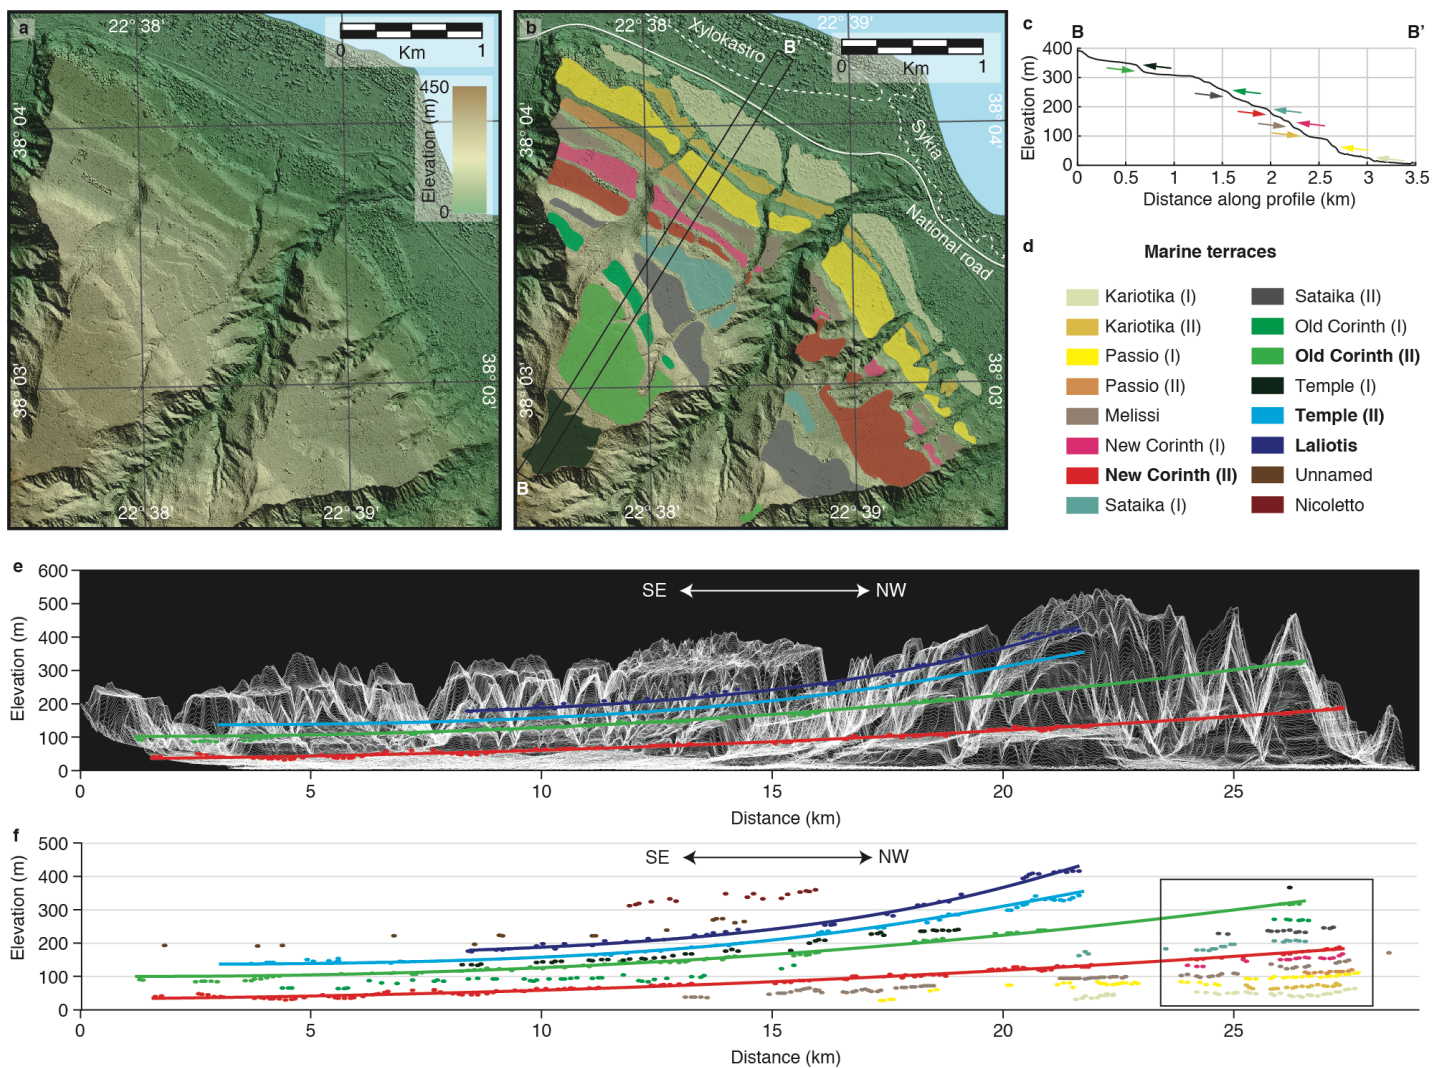 a
22° 38'
0
1
Km
450
Elevation (m)
0
38° 04'
38° 03'
38° 03'
22° 38'
22° 39'
b
22° 38'
22° 39'
Xylokastro
B'
0
1
Km
38° 04'
38° 04'
Sykia
National road
38° 03'
38° 03'
B
22° 38'
22° 39'
c
B
B'
400
300
200
100
0
Elevation (m)
0
0.5
1
1.5
2
2.5
3
3.5
Distance along profile (km)
d
Marine terraces
Kariotika (I)
Kariotika (II)
Passio (I)
Passio (II)
Melissi
New Corinth (I)
New Corinth (II)
Sataika (I)
Sataika (II)
Old Corinth (I)
Old Corinth (II)
Temple (I)
Temple (II)
Laliotis
Unnamed
Nicoletto
e
600
500
400
300
200
100
0
Elevation (m)
SE
NW
0
5
10
15
20
25
Distance (km)
f
500
400
300
200
100
0
Elevation (m)
SE
NW
0
5
10
15
20
25
Distance (km)